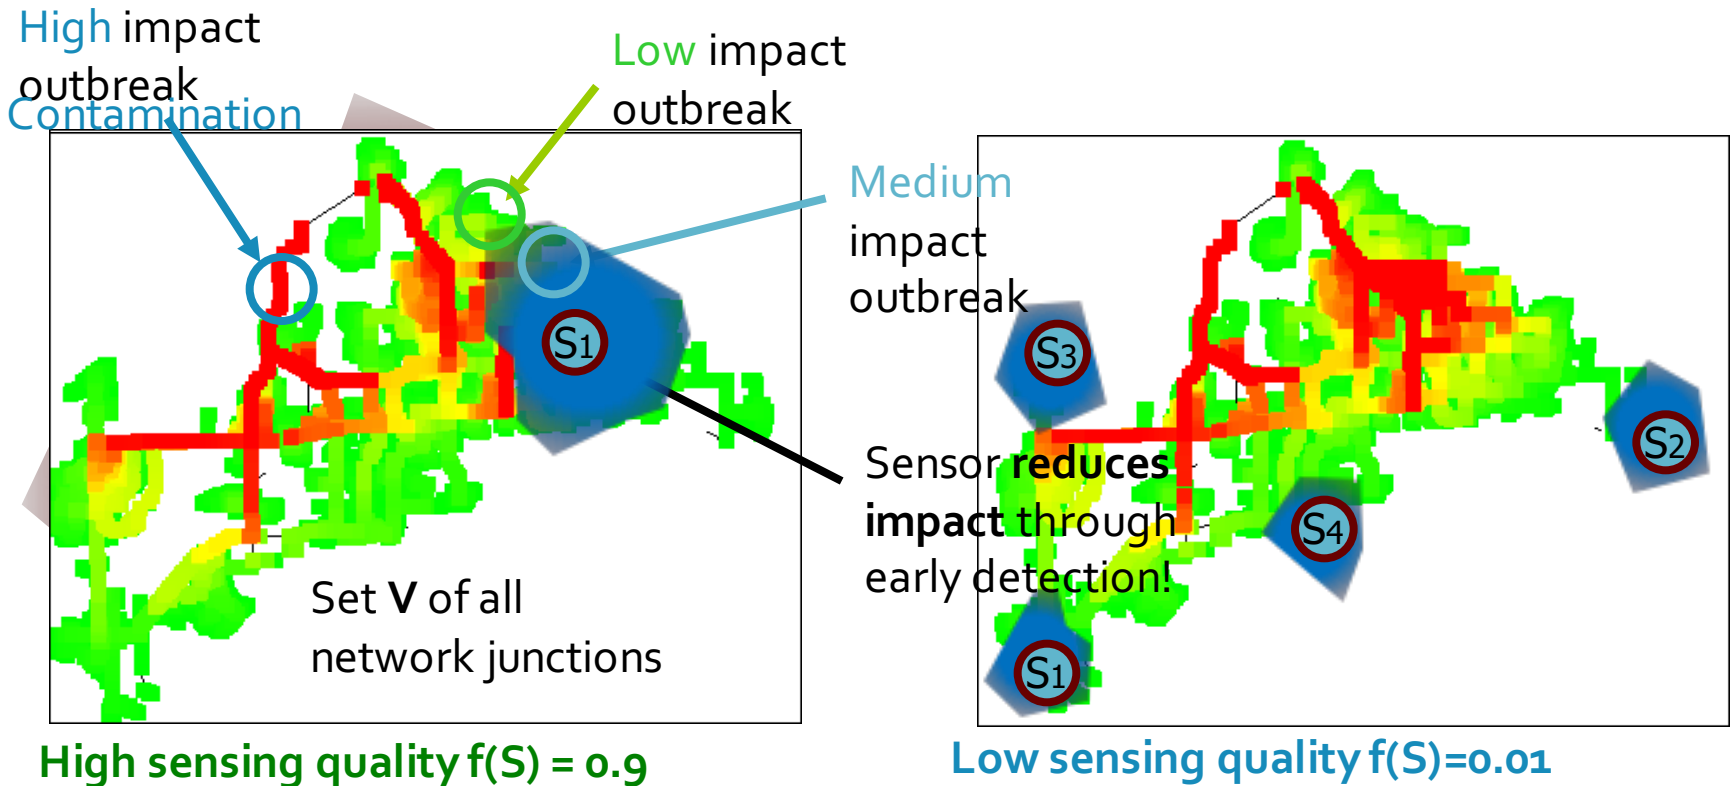 High impact
outbreak
Contamination
Low impact
outbreak
Medium
impact
outbreak
S1
Sensor reduces
impact through
early detection!
Set V of all
network junctions
High sensing quality f(S) = 0.9
S3
S2
S4
S1
Low sensing quality f(S)=0.01